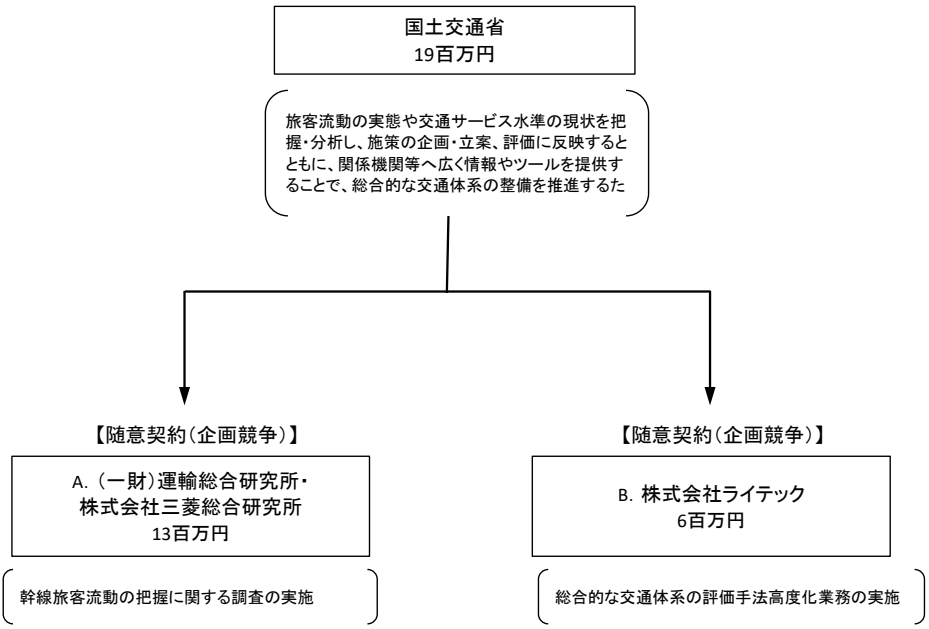 国土交通省
19百万円
旅客流動の実態や交通サービス水準の現状を把
握・分析し、施策の企画・立案、評価に反映すると
ともに、関係機関等へ広く情報やツールを提供す
ることで、総合的な交通体系の整備を推進するた
【随意契約(企画競争)】
A. (一財)運輸総合研究所・
株式会社三菱総合研究所
13百万円
幹線旅客流動の把握に関する調査の実施
【随意契約(企画競争)】
B. 株式会社ライテック
6百万円
総合的な交通体系の評価手法高度化業務の実施